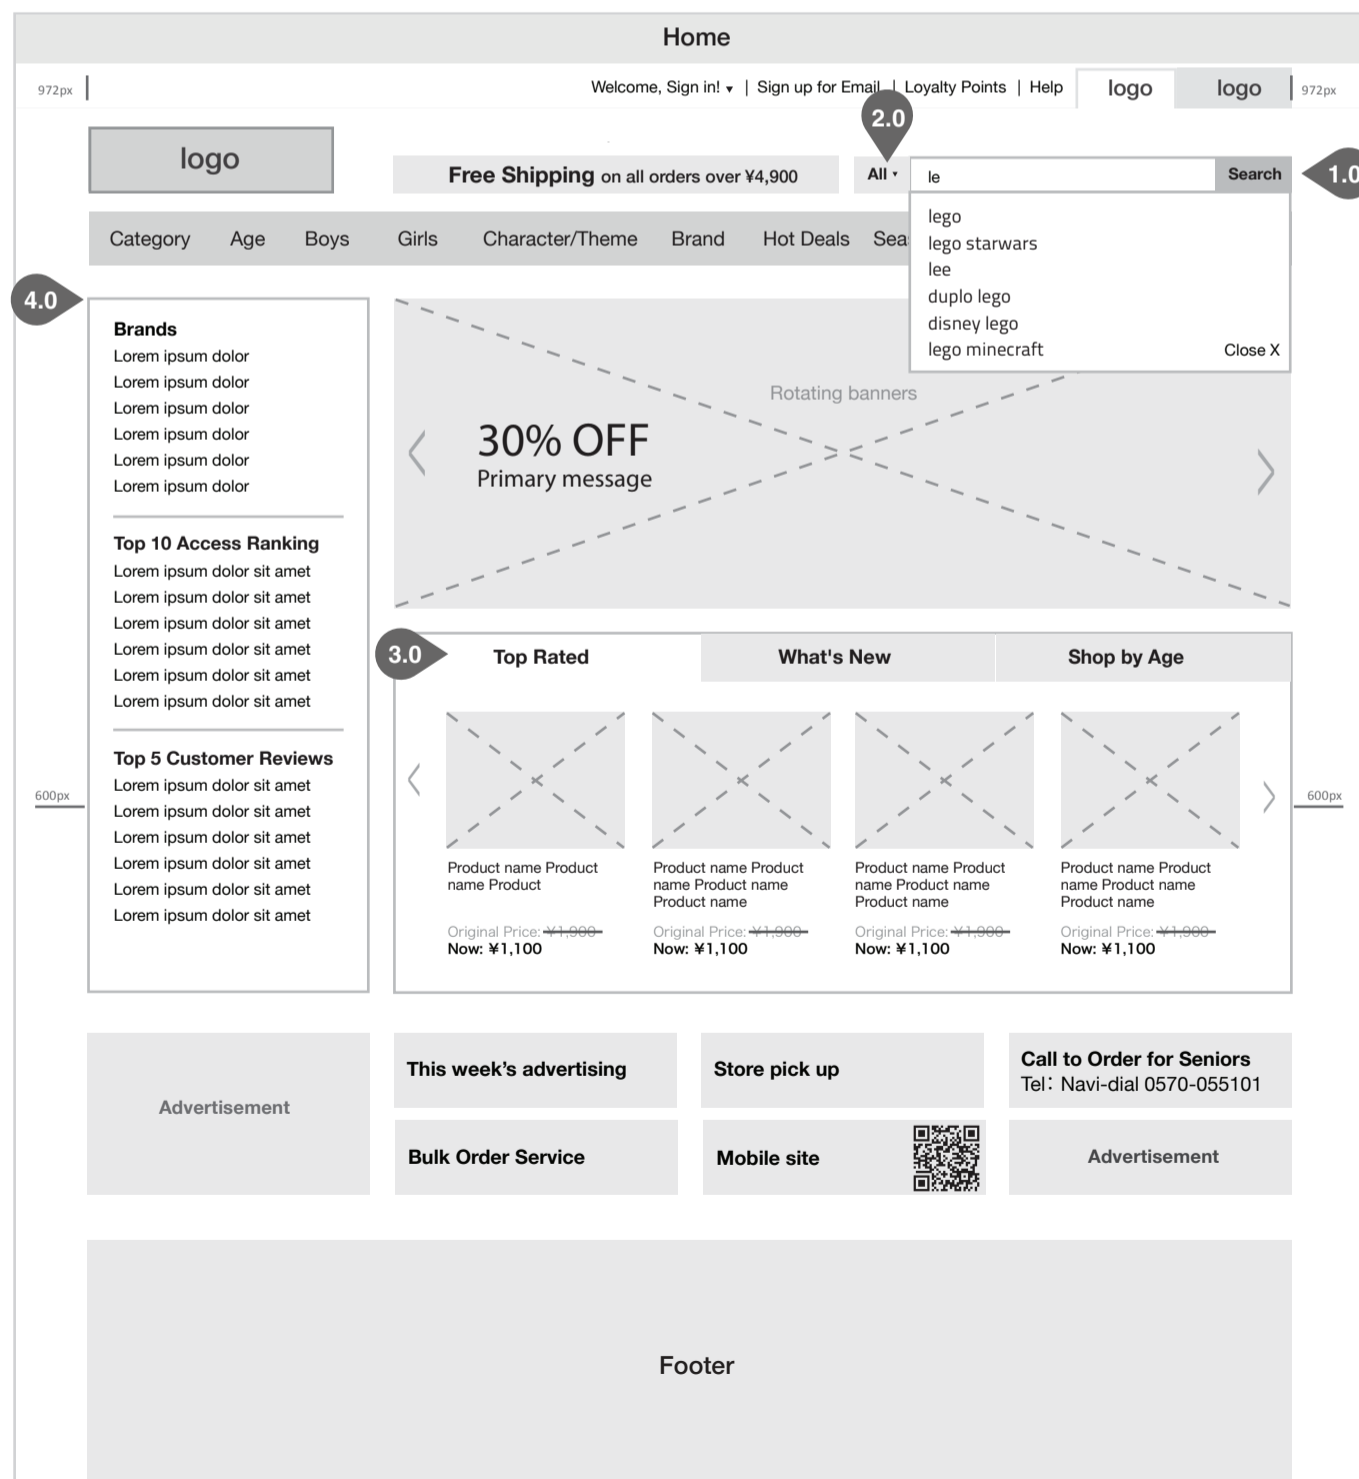 Home
972px
Welcome, Sign in! ▾ | Sign up for Email | Loyalty Points | Help
logo
logo
972px
2.0
logo
Free Shipping on all orders over ¥4,900
All ▾
le
Search
1.0
lego
lego starwars
lee
duplo lego
disney lego
lego minecraft
Close X
Category Age Boys Girls Character/Theme Brand Hot Deals Sea
4.0
Brands
Lorem ipsum dolor
Lorem ipsum dolor
Lorem ipsum dolor
Lorem ipsum dolor
Lorem ipsum dolor
Lorem ipsum dolor
Top 10 Access Ranking
Lorem ipsum dolor sit amet
Lorem ipsum dolor sit amet
Lorem ipsum dolor sit amet
Lorem ipsum dolor sit amet
Lorem ipsum dolor sit amet
Lorem ipsum dolor sit amet
Top 5 Customer Reviews
Lorem ipsum dolor sit amet
Lorem ipsum dolor sit amet
Lorem ipsum dolor sit amet
Lorem ipsum dolor sit amet
Lorem ipsum dolor sit amet
Lorem ipsum dolor sit amet
600px
Rotating banners
30% OFF
Primary message
3.0
Top Rated
What's New
Shop by Age
Product name Product
name Product
Original Price: ¥1,900
Now: ¥1,100
Product name Product
name Product name
Product name
Original Price: ¥1,900
Now: ¥1,100
Product name Product
name Product name
Product name
Original Price: ¥1,900
Now: ¥1,100
Product name Product
name Product name
Product name
Original Price: ¥1,900
Now: ¥1,100
600px
Advertisement
This week’s advertising
Store pick up
Call to Order for Seniors
Tel: Navi-dial 0570-055101
Bulk Order Service
Mobile site
Advertisement
Footer